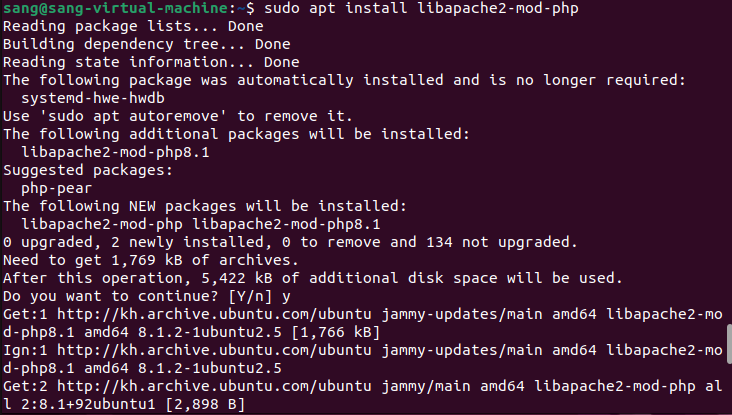 sang@sang-virtual-machine:~$ sudo apt install libapache2-mod-php
Reading package lists... Done
Building dependency tree... Done
Reading state information... Done
The following package was automatically installed and is no longer required:
  systemd-hwe-hwdb
Use 'sudo apt autoremove' to remove it.
The following additional packages will be installed:
  libapache2-mod-php8.1
Suggested packages:
  php-pear
The following NEW packages will be installed:
  libapache2-mod-php libapache2-mod-php8.1
0 upgraded, 2 newly installed, 0 to remove and 134 not upgraded.
Need to get 1,769 kB of archives.
After this operation, 5,422 kB of additional disk space will be used.
Do you want to continue? [Y/n] y
Get:1 http://kh.archive.ubuntu.com/ubuntu jammy-updates/main amd64 libapache2-mo
d-php8.1 amd64 8.1.2-1ubuntu2.5 [1,766 kB]
Ign:1 http://kh.archive.ubuntu.com/ubuntu jammy-updates/main amd64 libapache2-mo
d-php8.1 amd64 8.1.2-1ubuntu2.5
Get:2 http://kh.archive.ubuntu.com/ubuntu jammy/main amd64 libapache2-mod-php al
l 2:8.1+92ubuntu1 [2,898 B]